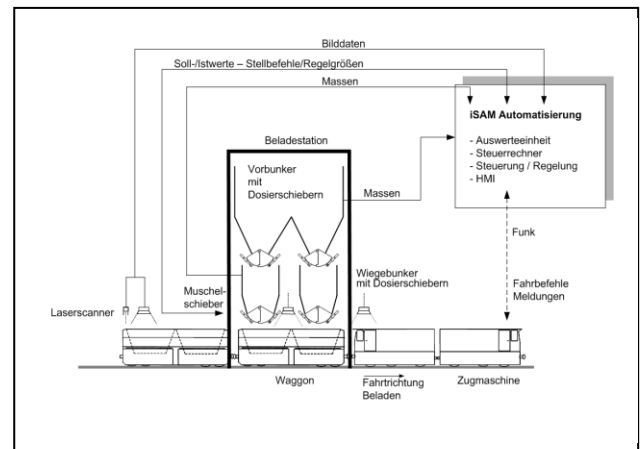 Bilddaten
Soll-/Istwerte – Stellbefehle/Regelgrößen
Massen
iSAM Automatisierung
- Auswerteeinheit
- Steuerrechner
- Steuerung / Regelung
- HMI
Beladestation
Vorbunker
mit
Dosierschiebern
Massen
Funk
Wiegebunker
mit Dosierschiebern
Muschel-
schieber
Fahrbefehle
Meldungen
Laserscanner
Waggon
Fahrtrichtung
Beladen
Zugmaschine